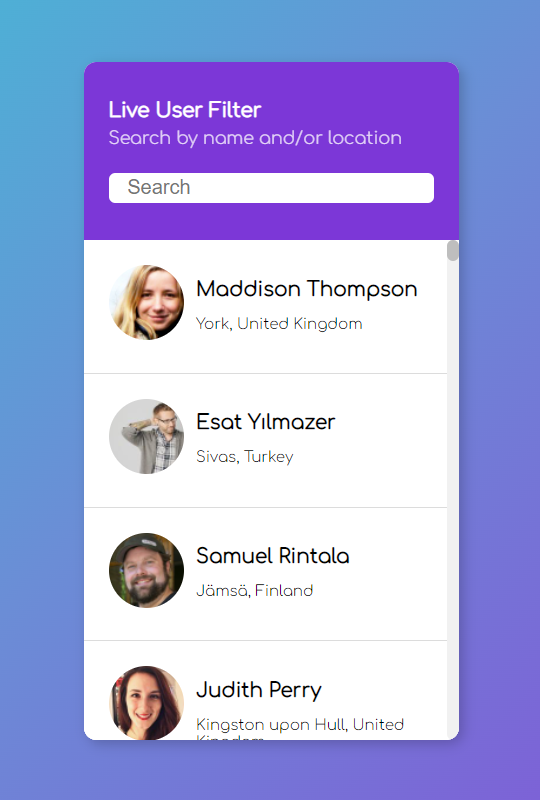 Live User Filter
Search by name and/or location
Search
Maddison Thompson
York, United Kingdom
Esat Yılmazer
Sivas, Turkey
Samuel Rintala
Jämsä, Finland
Judith Perry
Kingston upon Hull, United
Kingdom